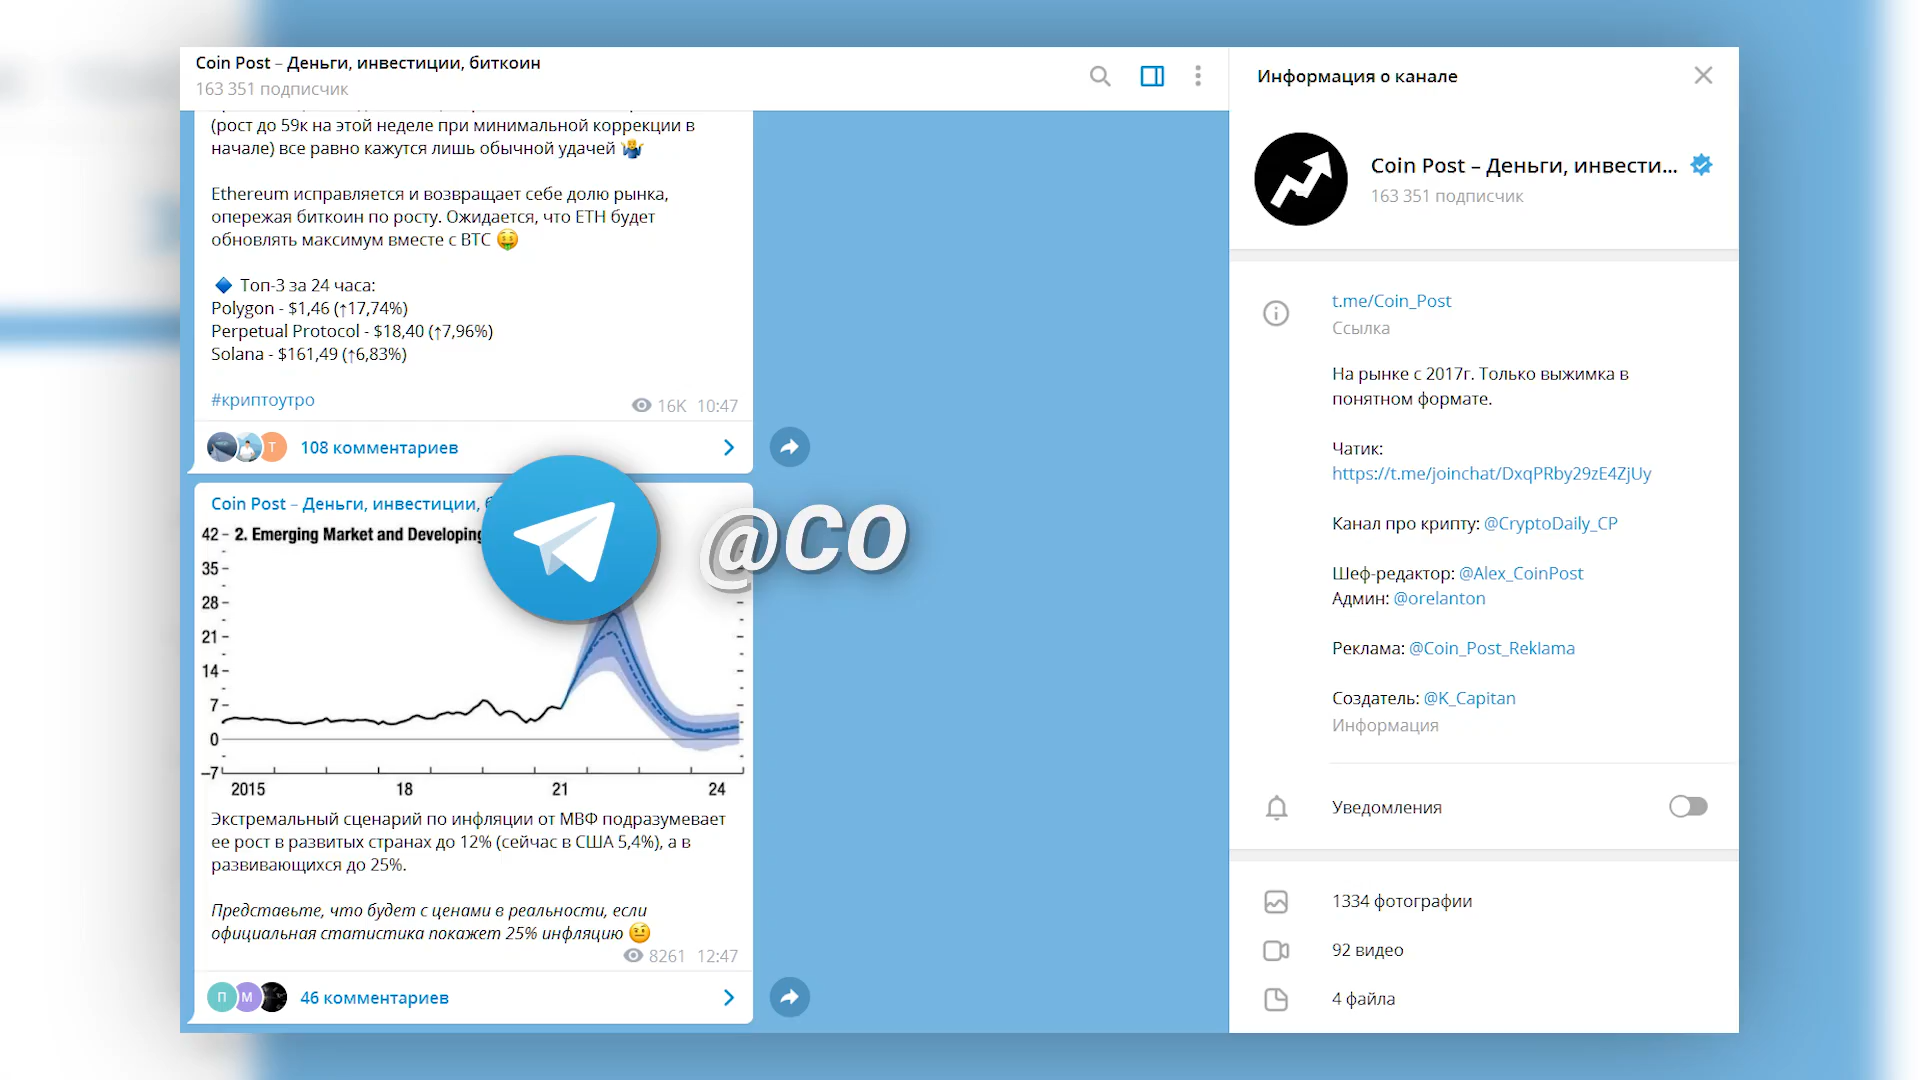 Coin Post – Деньги, инвестиции, биткоин
163 351 подписчик
(рост до 59к на этой неделе при минимальной коррекции в
начале) все равно кажутся лишь обычной удачей 🤷‍♂️
Ethereum исправляется и возвращает себе долю рынка,
опережая биткоин по росту. Ожидается, что ETH будет
обновлять максимум вместе с BTC 🤑
🔷 Топ-3 за 24 часа:
Polygon - $1,46 (↑17,74%)
Perpetual Protocol - $18,40 (↑7,96%)
Solana - $161,49 (↑6,83%)
#криптоутро
16K 10:47
T
108 комментариев
Coin Post – Деньги, инвестиции,
@CO
42 2. Emerging Market and Developing
35
28
21
14
7
0
–7
2015 18 21 24
Экстремальный сценарий по инфляции от МВФ подразумевает
ее рост в развитых странах до 12% (сейчас в США 5,4%), а в
развивающихся до 25%.
Представьте, что будет с ценами в реальности, если
официальная статистика покажет 25% инфляцию 🤨
8261 12:47
П М
46 комментариев
Информация о канале
Coin Post – Деньги, инвести...
163 351 подписчик
t.me/Coin_Post
Ссылка
На рынке с 2017г. Только выжимка в
понятном формате.
Чатик:
https://t.me/joinchat/DxqPRby29zE4ZjUy
Канал про крипту: @CryptoDaily_CP
Шеф-редактор: @Alex_CoinPost
Админ: @orelanton
Реклама: @Coin_Post_Reklama
Создатель: @K_Capitan
Информация
Уведомления
1334 фотографии
92 видео
4 файла